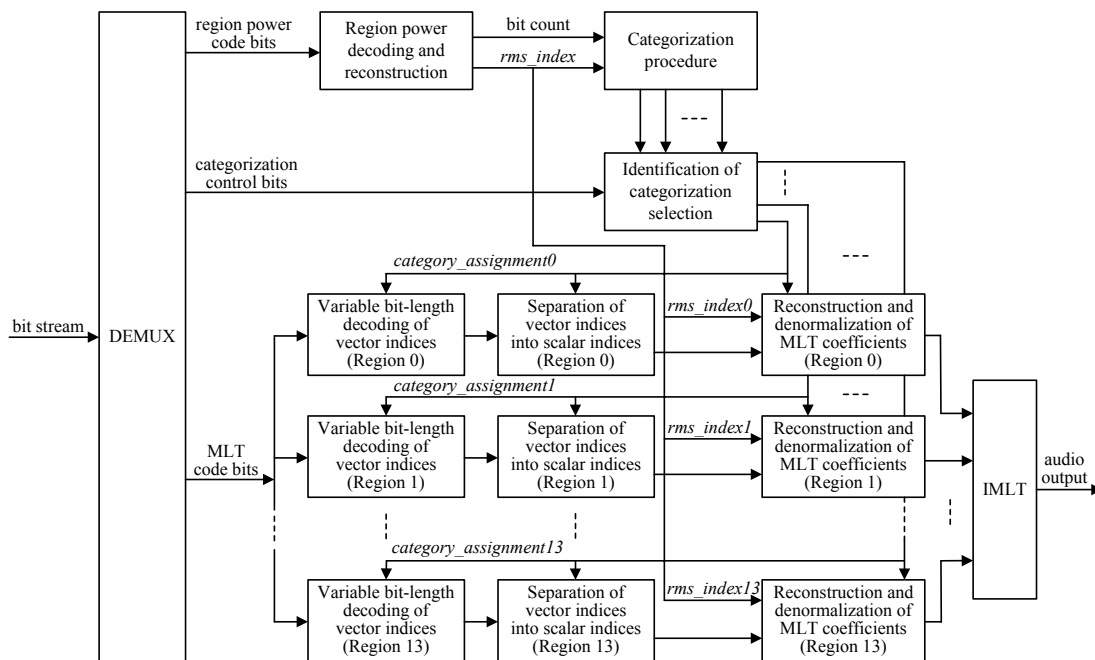 region power
code bits
Region power
decoding and
reconstruction
bit count
rms_index
Categorization
procedure
categorization
control bits
Identification of
categorization
selection
category_assignment0
bit stream
DEMUX
Variable bit-length
decoding of
vector indices
(Region 0)
Separation of
vector indices
into scalar indices
(Region 0)
rms_index0
Reconstruction and
denormalization of
MLT coefficients
(Region 0)
category_assignment1
MLT
code bits
Variable bit-length
decoding of
vector indices
(Region 1)
Separation of
vector indices
into scalar indices
(Region 1)
rms_index1
Reconstruction and
denormalization of
MLT coefficients
(Region 1)
IMLT
audio
output
category_assignment13
Variable bit-length
decoding of
vector indices
(Region 13)
Separation of
vector indices
into scalar indices
(Region 13)
rms_index13
Reconstruction and
denormalization of
MLT coefficients
(Region 13)